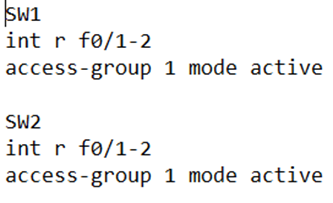 SW1
int r f0/1-2
access-group 1 mode active

SW2
int r f0/1-2
access-group 1 mode active